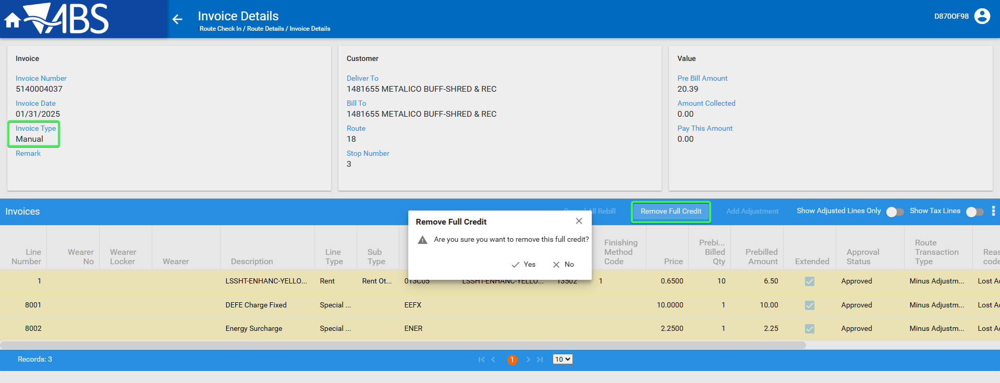 ABS
Invoice Details
Route Check In / Route Details / Invoice Details
D870OF98
Invoice
Invoice Number
5140004037
Invoice Date
01/31/2025
Invoice Type
Manual
Remark
Customer
Deliver To
1481655 METALICO BUFF-SHRED & REC
Bill To
1481655 METALICO BUFF-SHRED & REC
Route
18
Stop Number
3
Value
Pre Bill Amount
20.39
Amount Collected
0.00
Pay This Amount
0.00
Invoices
Cancel All Rebill
Remove Full Credit
Add Adjustment
Show Adjusted Lines Only
Show Tax Lines
Remove Full Credit
Are you sure you want to remove this full credit?
Yes
No
Line Number
Wearer No
Wearer Locker
Wearer
Description
Line Type
Sub Type
Finishing Method Code
Price
Prebi... Billed Qty
Prebilled Amount
Extended
Approval Status
Route Transaction Type
Reas code
1 LSSHT-ENHANC-YELLO... Rent Rent Ot... 013C05 LSSHT-ENHANC-YELLO... 13502 1 0.6500 10 6.50 Approved Minus Adjustm... Lost Ac
8001 DEFE Charge Fixed Special ... EEFX 10.0000 1 10.00 Approved Minus Adjustm... Lost Ac
8002 Energy Surcharge Special ... ENER 2.2500 1 2.25 Approved Minus Adjustm... Lost Ac
Records: 3
1
10